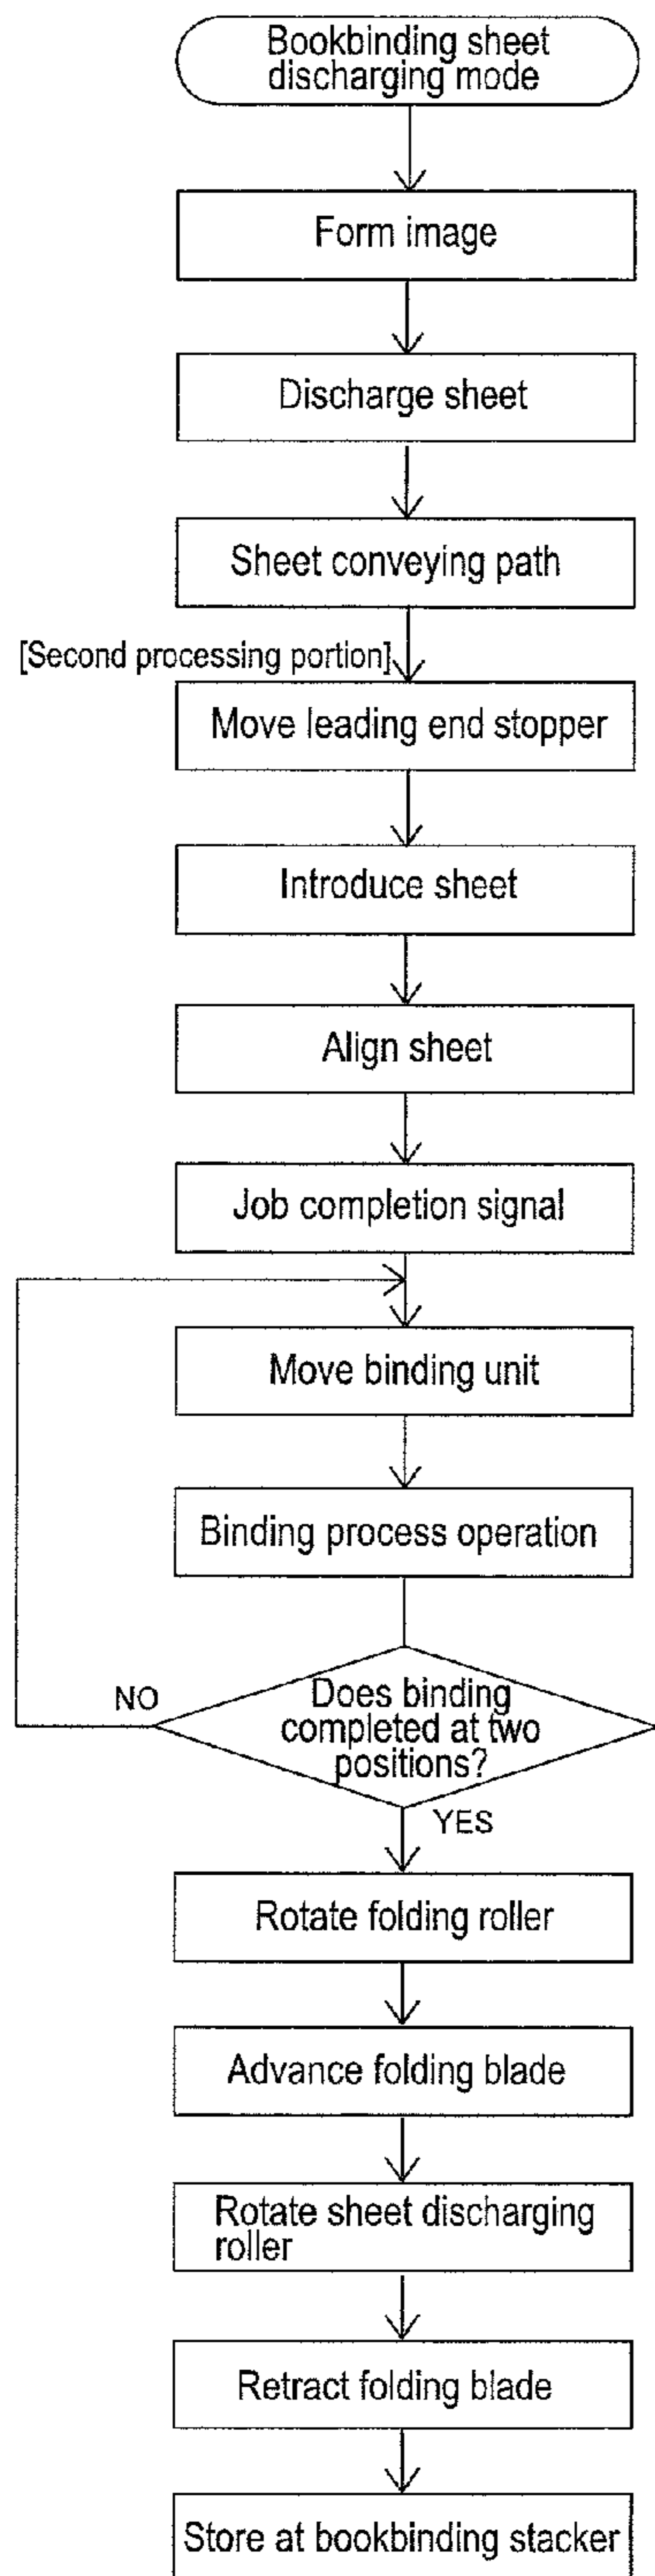 Bookbinding sheet
discharging mode
Form image
Discharge sheet
Sheet conveying path
[Second processing portion]
Move leading end stopper
Introduce sheet
Align sheet
Job completion signal
Move binding unit
Binding process operation
NO
Does binding
completed at two
positions?
YES
Rotate folding roller
Advance folding blade
Rotate sheet discharging
roller
Retract folding blade
Store at bookbinding stacker